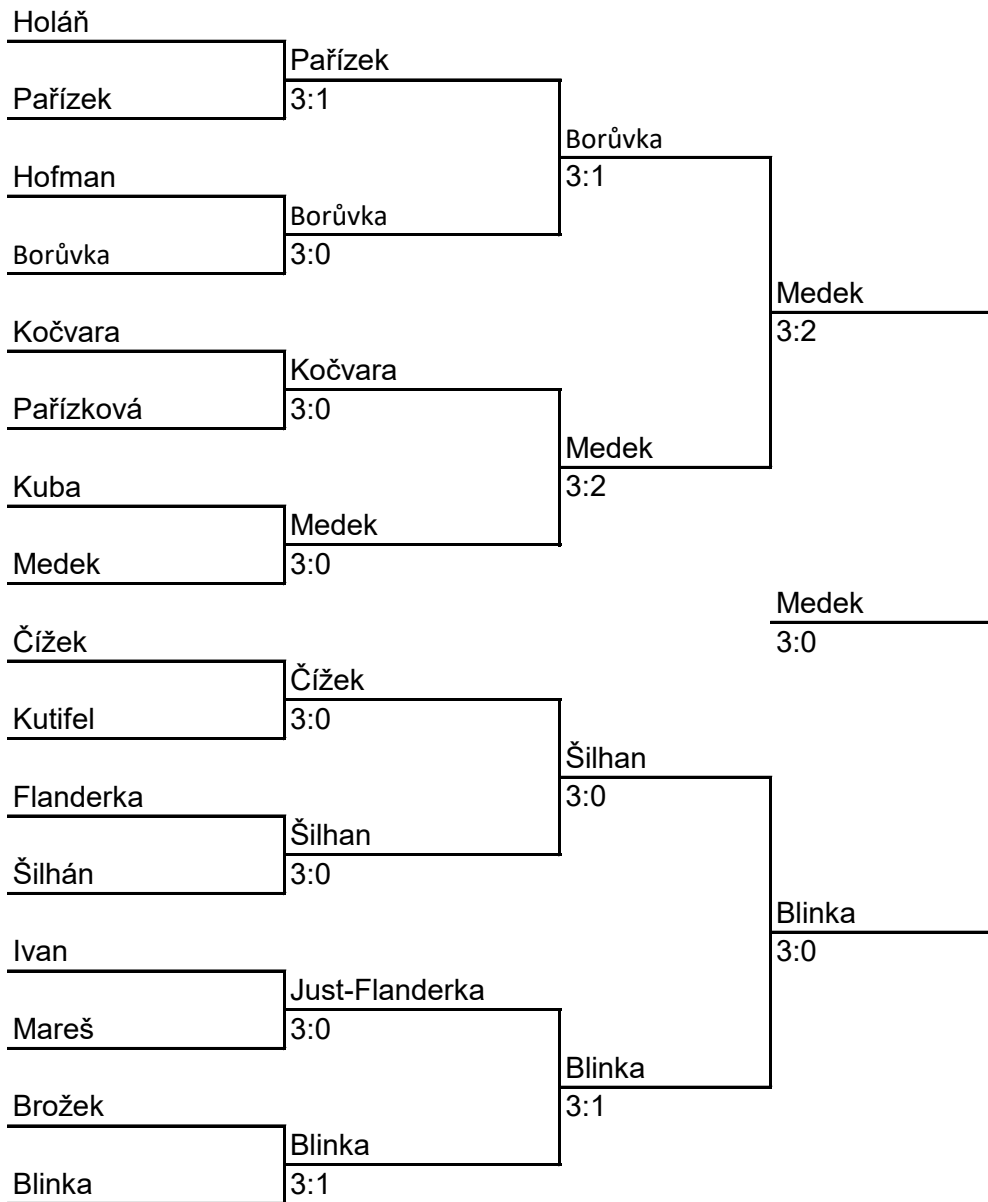 Holáň
Pařízek
Pařízek
3:1
Borůvka
Hofman
3:1
Borůvka
Borůvka
3:0
Medek
Kočvara
3:2
Kočvara
Pařízková
3:0
Medek
Kuba
3:2
Medek
Medek
3:0
Medek
Čížek
3:0
Čížek
Kutifel
3:0
Šilhan
Flanderka
3:0
Šilhan
Šilhán
3:0
Blinka
Ivan
3:0
Just-Flanderka
Mareš
3:0
Blinka
Brožek
3:1
Blinka
Blinka
3:1